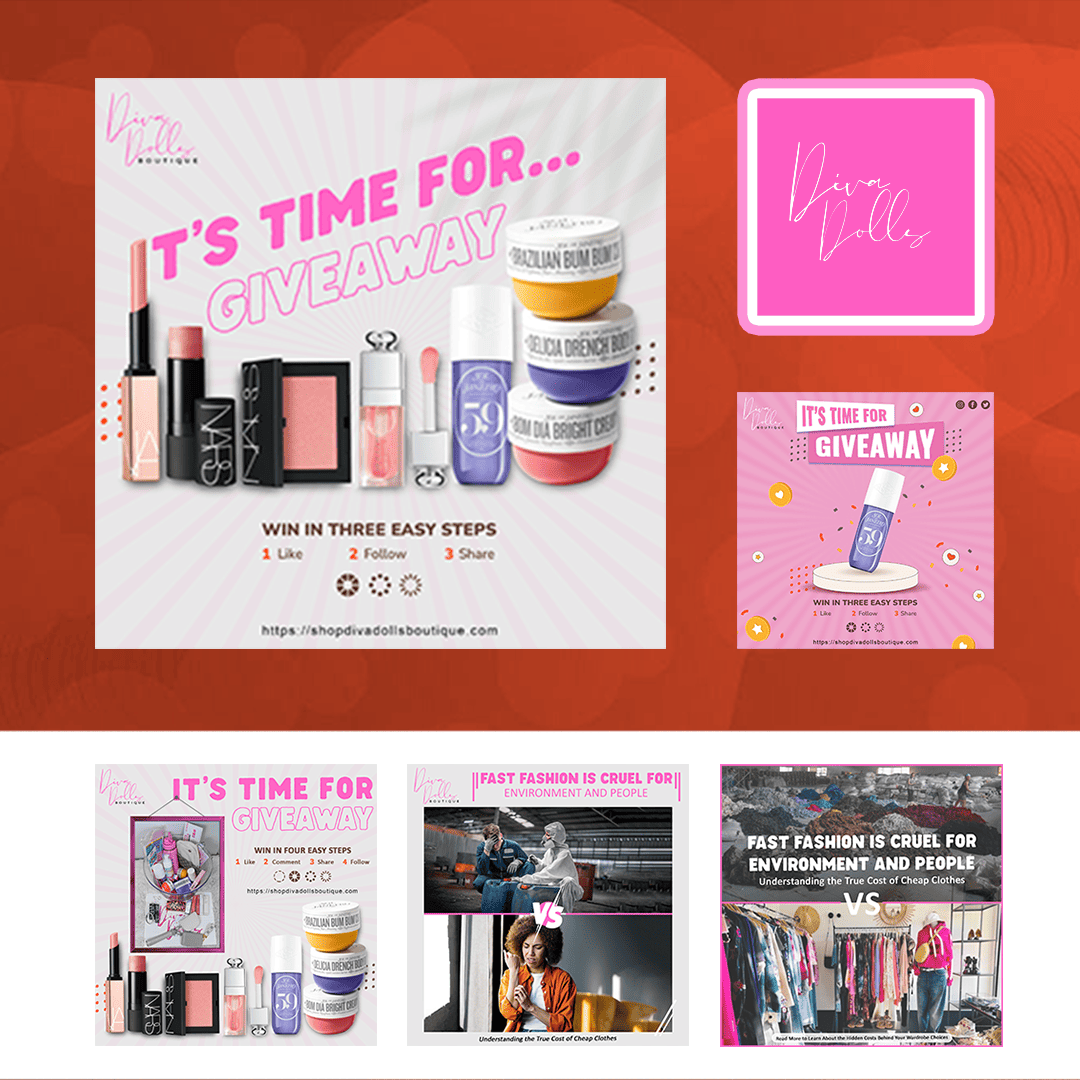 Diva
Dolls
BOUTIQUE
T'S TIME FOR...
GIVEAWAY
BRAZILIAN BUM BUM
DELICIA DRENCH BODY
BOM DIA BRIGHT CREAM
NARS
NARS
59
WIN IN THREE EASY STEPS
1 Like 2 Follow 3 Share
https://shopdivadollsboutique.com
Diva
Dolls
Diva
Dolls
BOUTIQUE
IT'S TIME FOR
GIVEAWAY
59
WIN IN THREE EASY STEPS
1 Like 2 Follow 3 Share
https://shopdivadollsboutique.com
Diva
Dolls
BOUTIQUE
IT'S TIME FOR
GIVEAWAY
WIN IN FOUR EASY STEPS
1 Like 2 Comment 3 Share 4 Follow
https://shopdivadollsboutique.com
BRAZILIAN BUM BUM
DELICIA DRENCH BODY
BOM DIA BRIGHT CREAM
NARS
NARS
59
Diva
Dolls
BOUTIQUE
FAST FASHION IS CRUEL FOR
ENVIRONMENT AND PEOPLE
VS
Understanding the True Cost of Cheap Clothes
Diva
Dolls
BOUTIQUE
FAST FASHION IS CRUEL FOR
ENVIRONMENT AND PEOPLE
Understanding the True Cost of Cheap Clothes
VS
Read More to Learn About the Hidden Costs Behind Your Wardrobe Choices